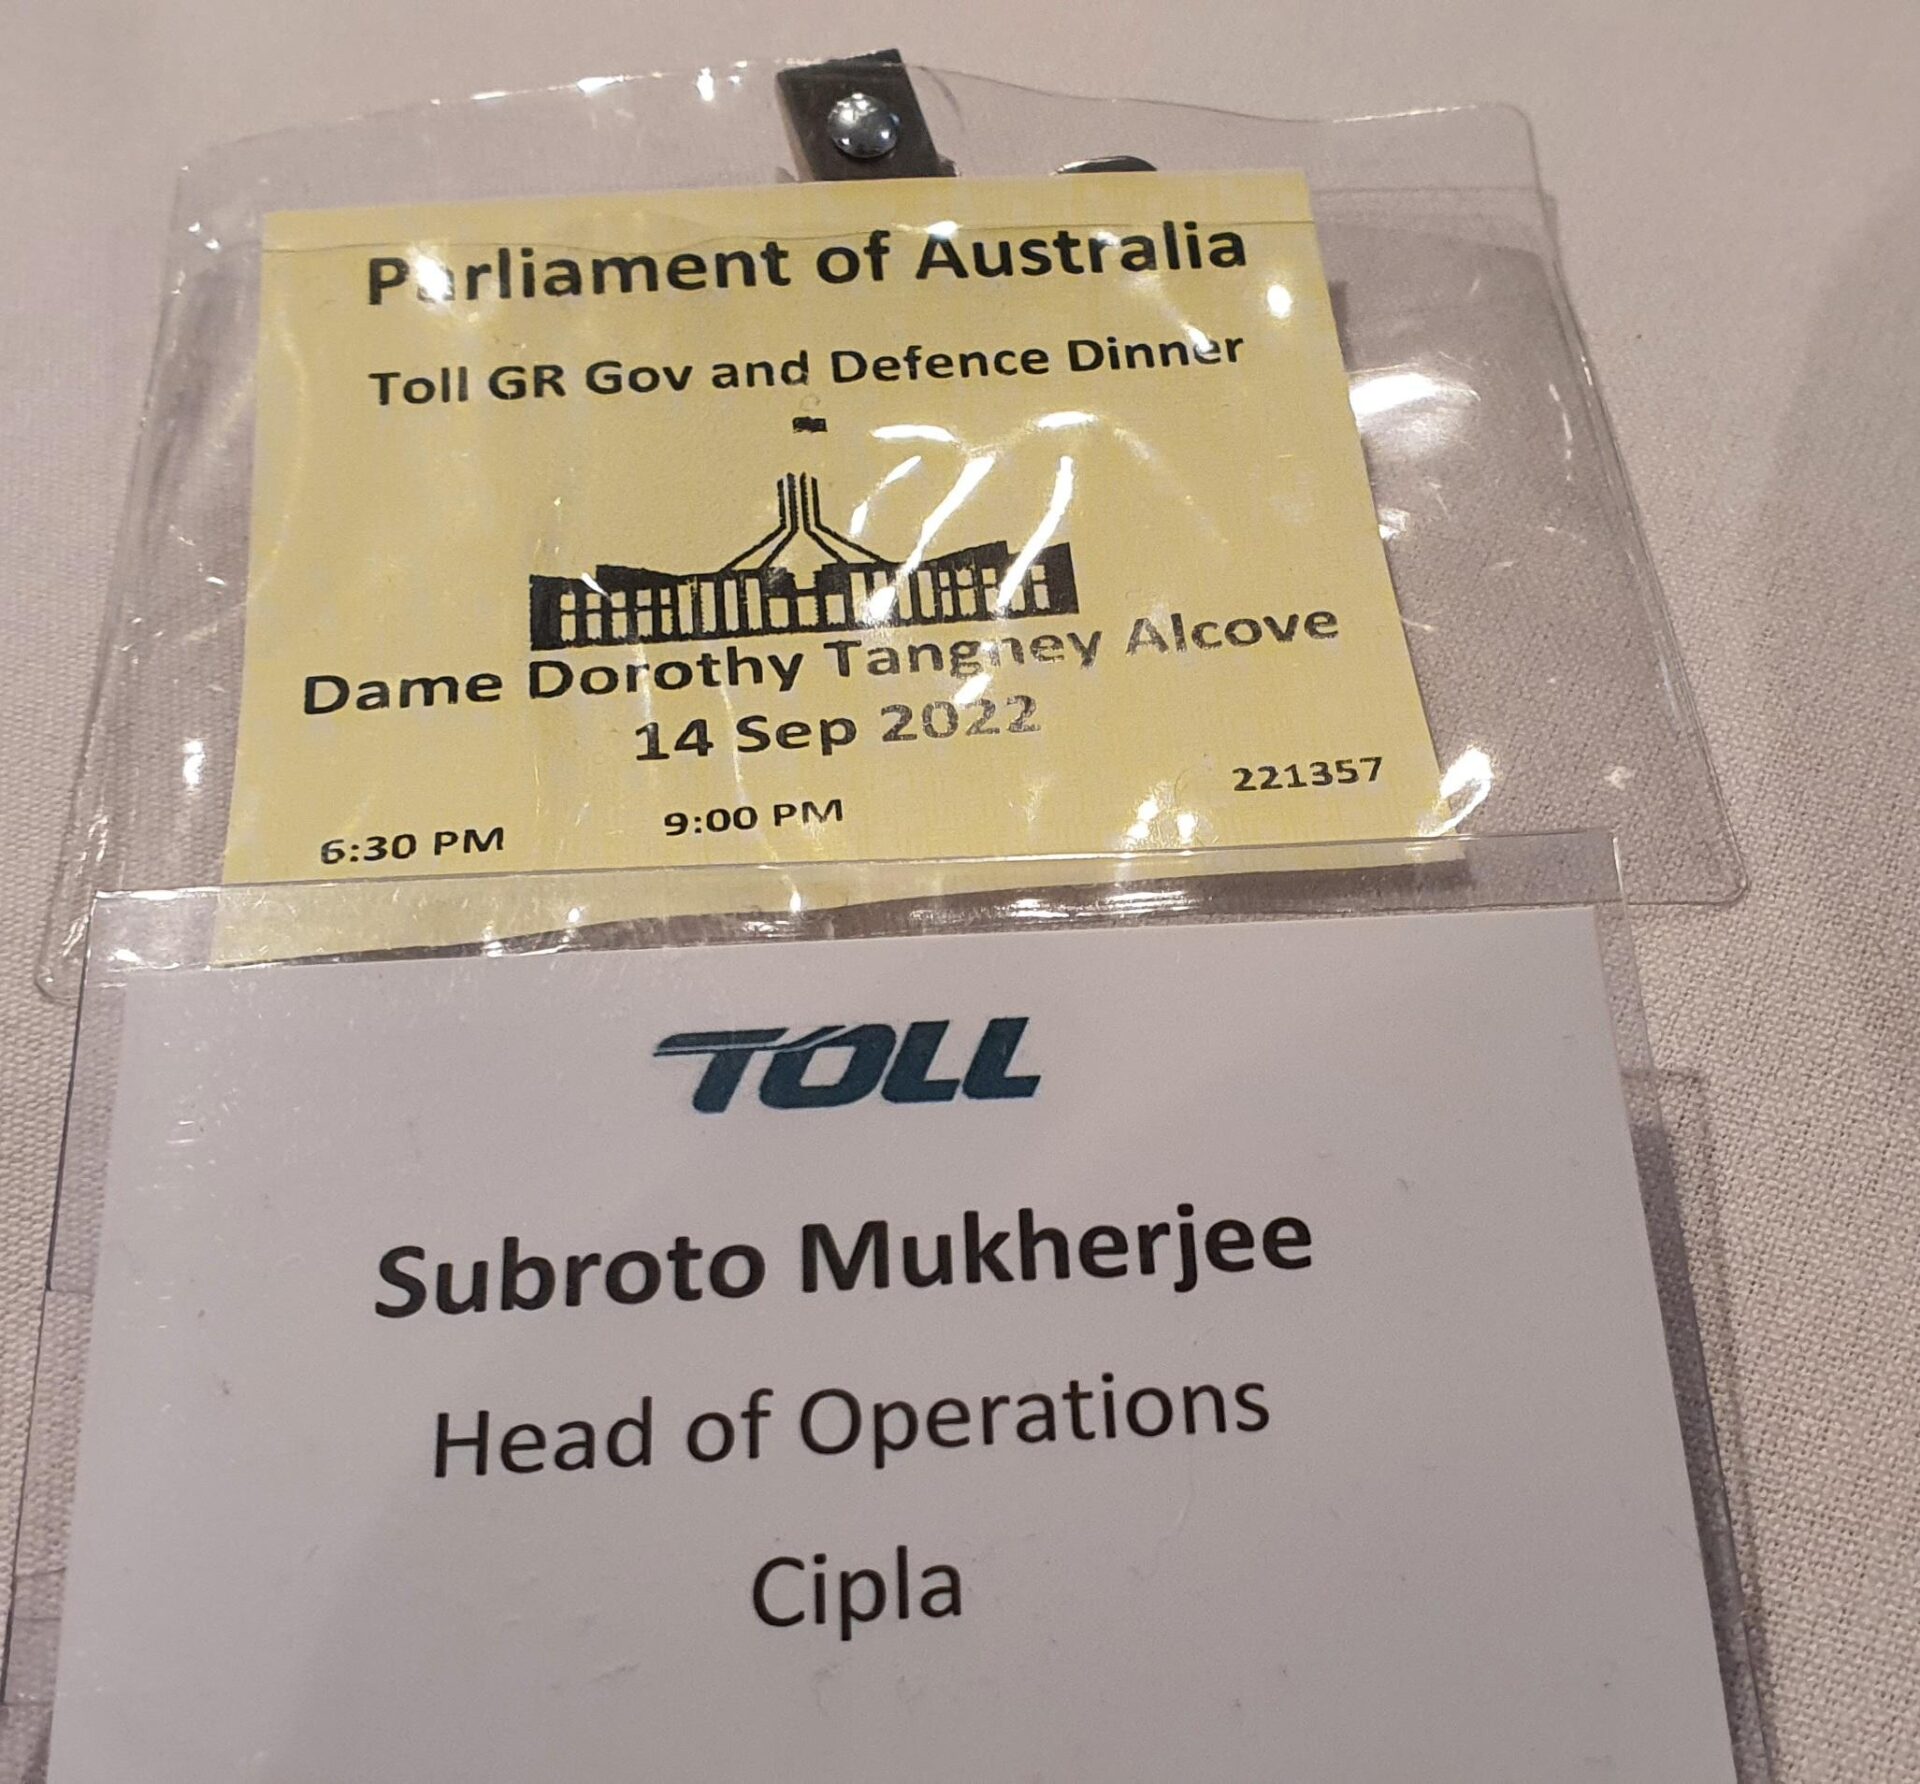 Parliament of Australia
Toll GR Gov and Defence Dinner
Dame Dorothy Tangney Alcove
14 Sep 2022
6:30 PM 9:00 PM 221357
TOLL
Subroto Mukherjee
Head of Operations
Cipla